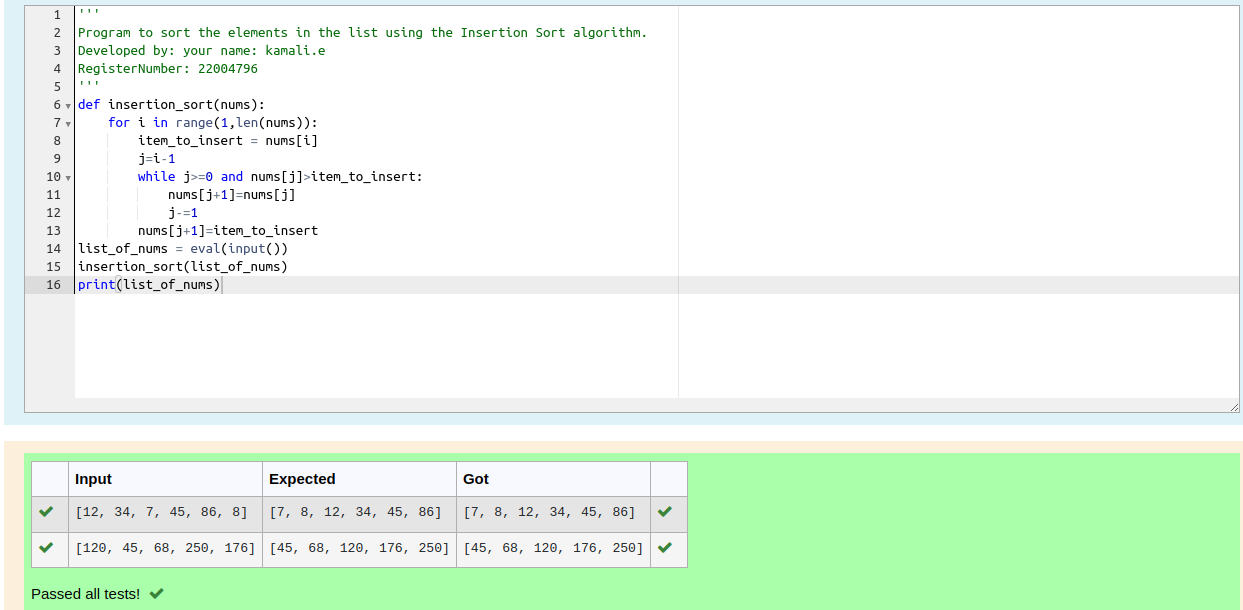 1 '''
2 Program to sort the elements in the list using the Insertion Sort algorithm.
3 Developed by: your name: kamali.e
4 RegisterNumber: 22004796
5 '''
6 def insertion_sort(nums):
7     for i in range(1,len(nums)):
8         item_to_insert = nums[i]
9         j=i-1
10         while j>=0 and nums[j]>item_to_insert:
11             nums[j+1]=nums[j]
12             j-=1
13         nums[j+1]=item_to_insert
14 list_of_nums = eval(input())
15 insertion_sort(list_of_nums)
16 print(list_of_nums)
Input Expected Got
[12, 34, 7, 45, 86, 8] [7, 8, 12, 34, 45, 86] [7, 8, 12, 34, 45, 86]
[120, 45, 68, 250, 176] [45, 68, 120, 176, 250] [45, 68, 120, 176, 250]
Passed all tests!